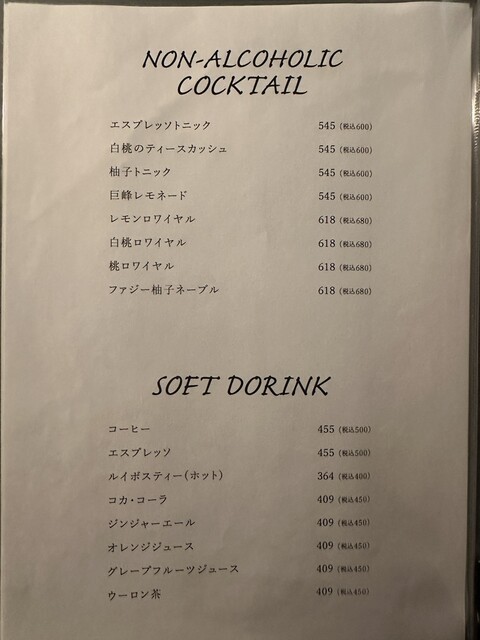 NON-ALCOHOLIC
COCKTAIL
エスプレッソトニック 545（税込600）
白桃のティースカッシュ 545（税込600）
柚子トニック 545（税込600）
巨峰レモネード 545（税込600）
レモンロワイヤル 618（税込680）
白桃ロワイヤル 618（税込680）
桃ロワイヤル 618（税込680）
ファジー柚子ネーブル 618（税込680）
SOFT DORINK
コーヒー 455（税込500）
エスプレッソ 455（税込500）
ルイボスティー（ホット） 364（税込400）
コカ・コーラ 409（税込450）
ジンジャーエール 409（税込450）
オレンジジュース 409（税込450）
グレープフルーツジュース 409（税込450）
ウーロン茶 409（税込450）